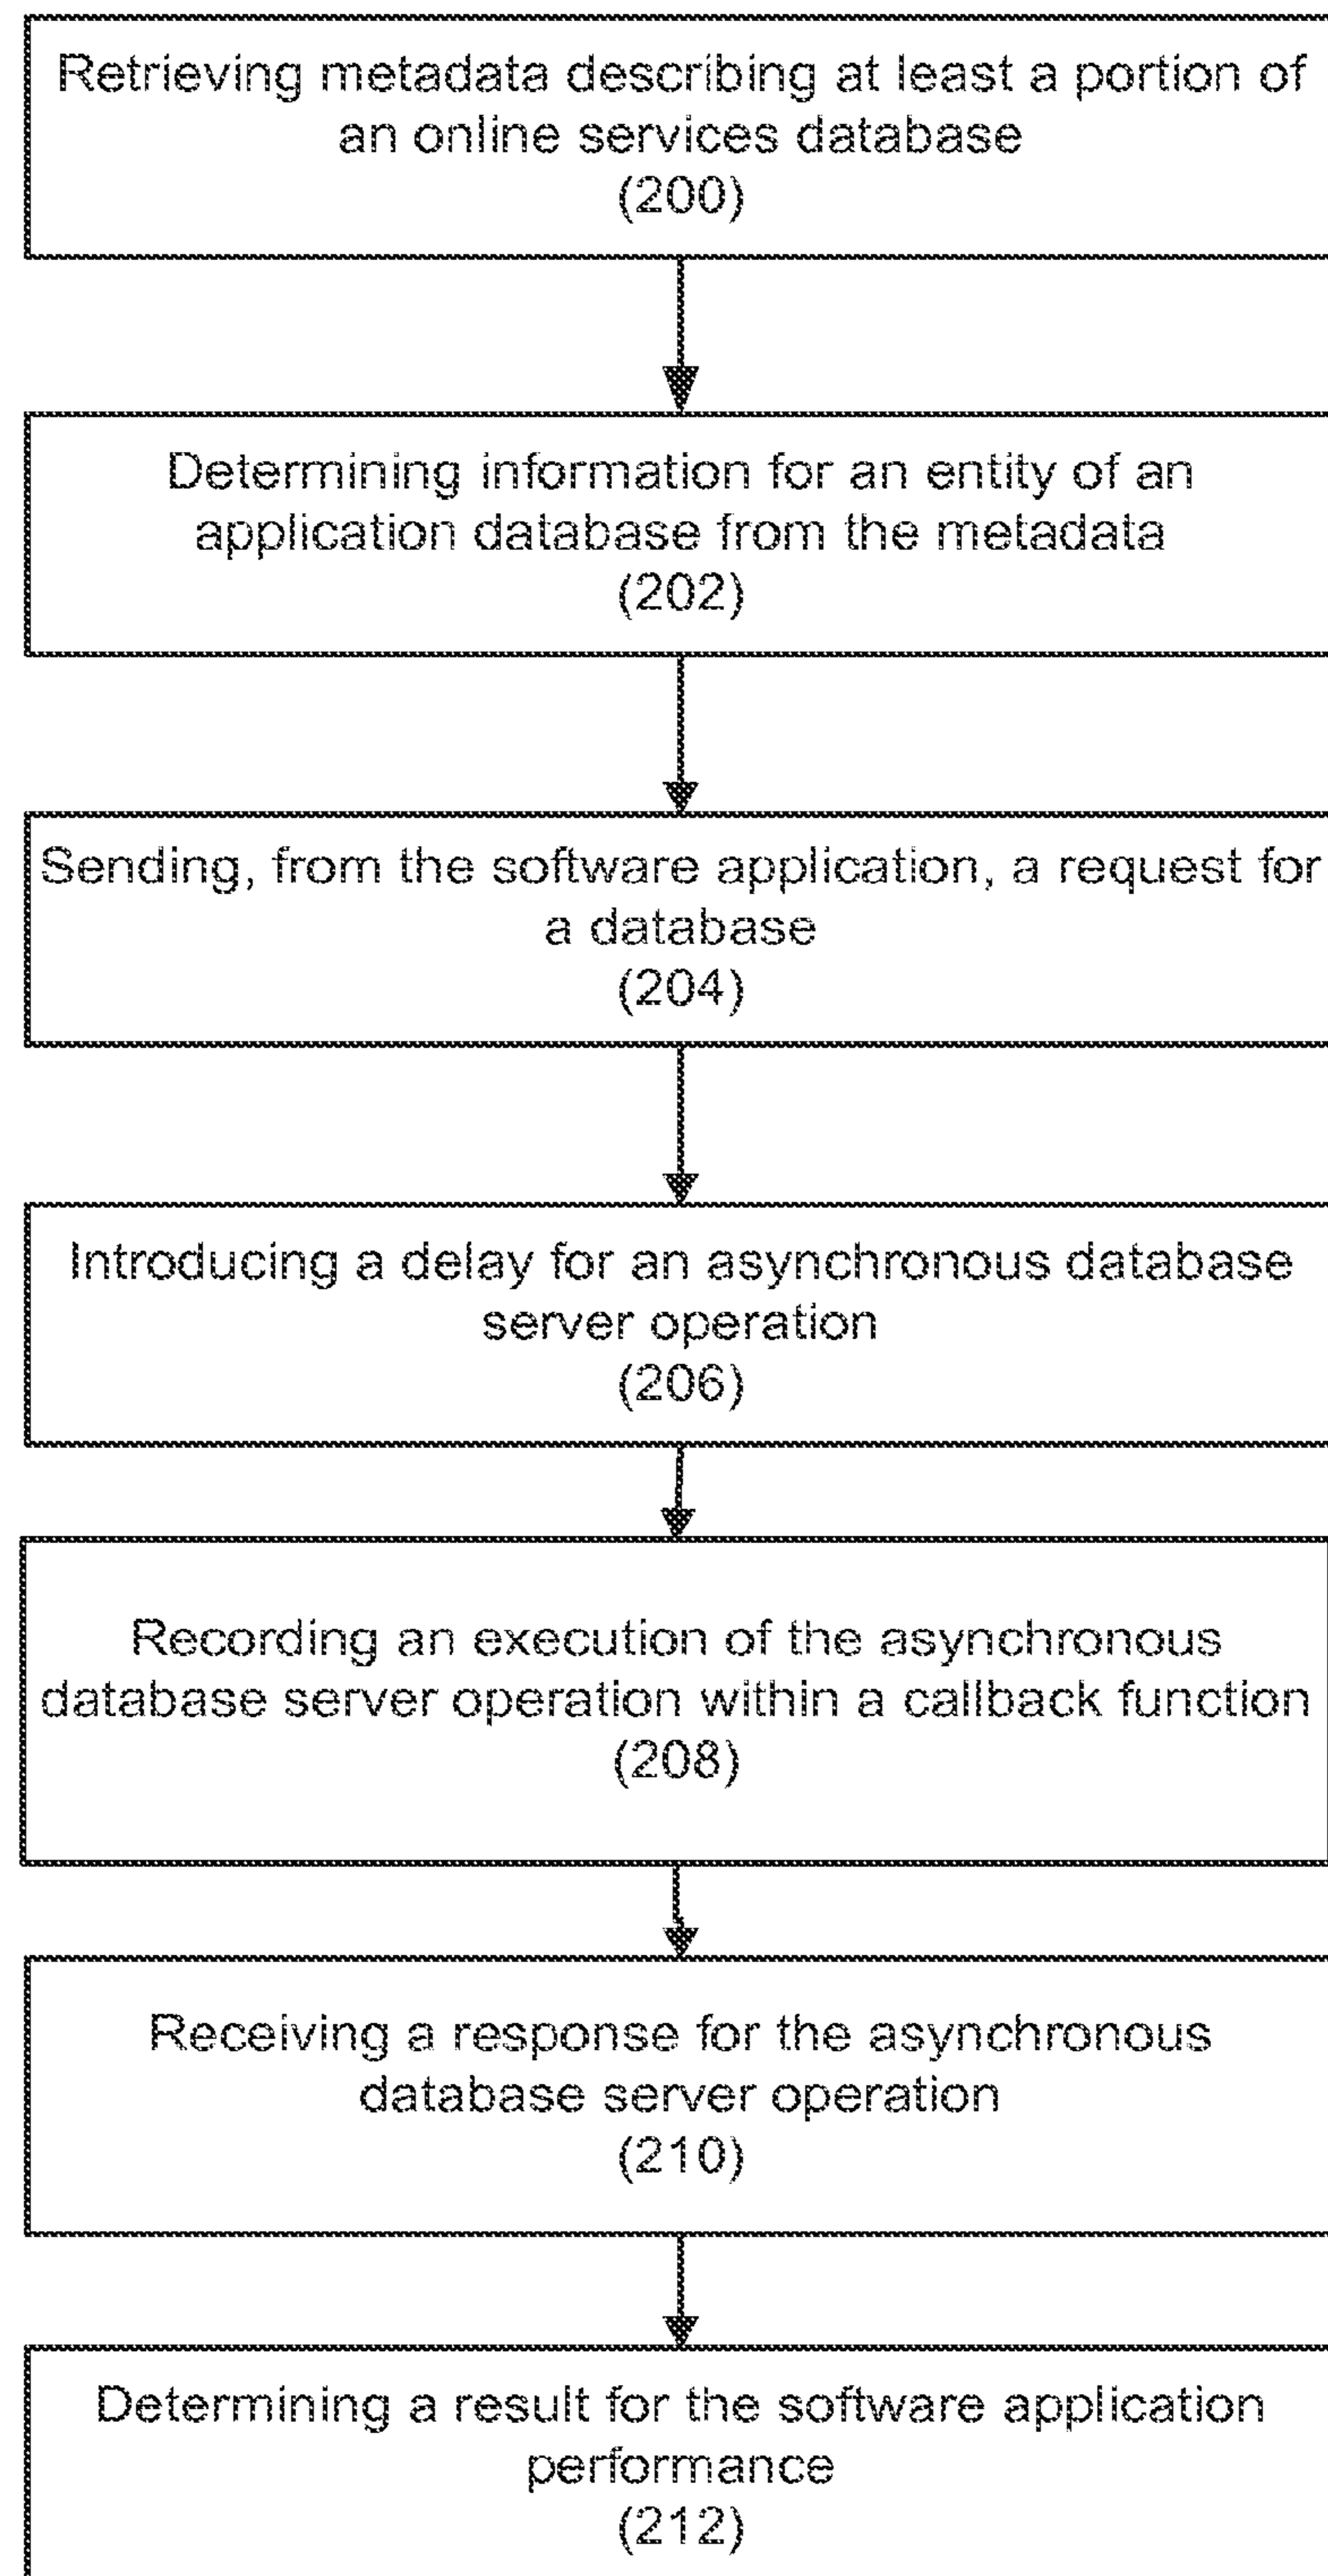 Retrieving metadata describing at least a portion of
an online services database
(200)
Determining information for an entity of an
application database from the metadata
(202)
Sending, from the software application, a request for
a database
(204)
Introducing a delay for an asynchronous database
server operation
(206)
Recording an execution of the asynchronous
database server operation within a callback function
(208)
Receiving a response for the asynchronous
database server operation
(210)
Determining a result for the software application
performance
(212)